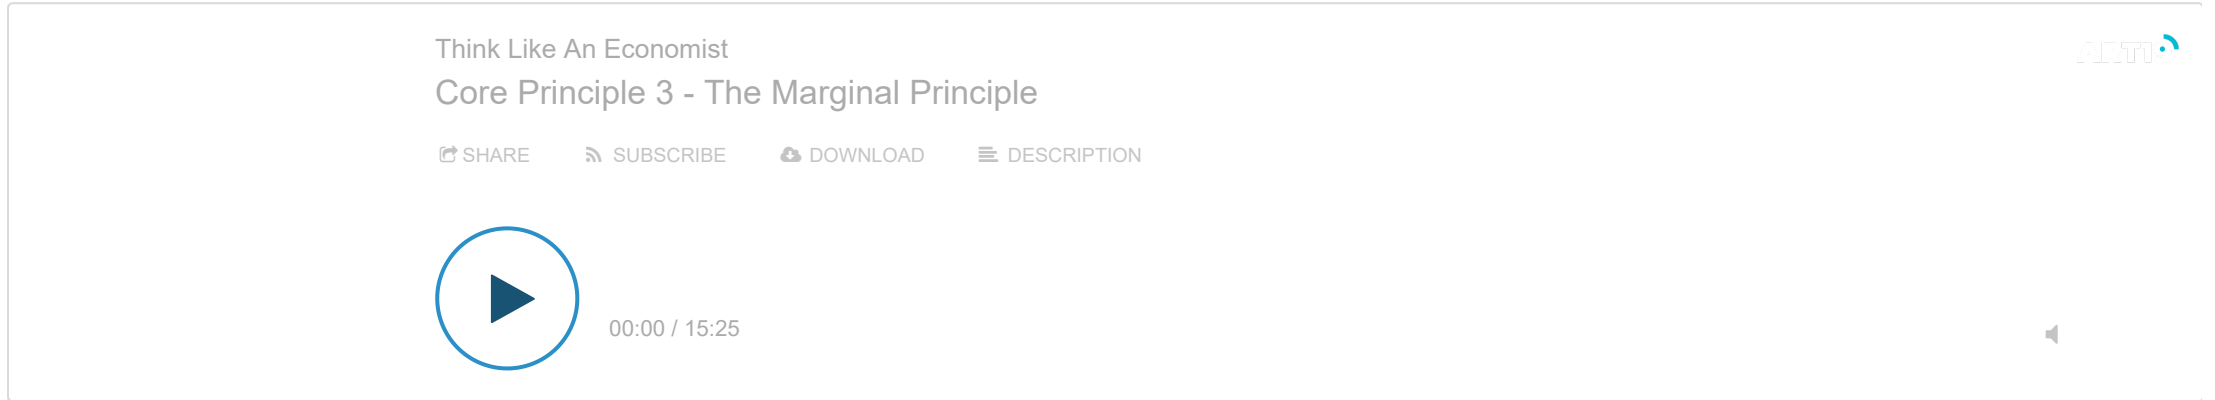 Think Like An Economist
Core Principle 3 - The Marginal Principle
SHARE SUBSCRIBE DOWNLOAD DESCRIPTION
00:00 / 15:25